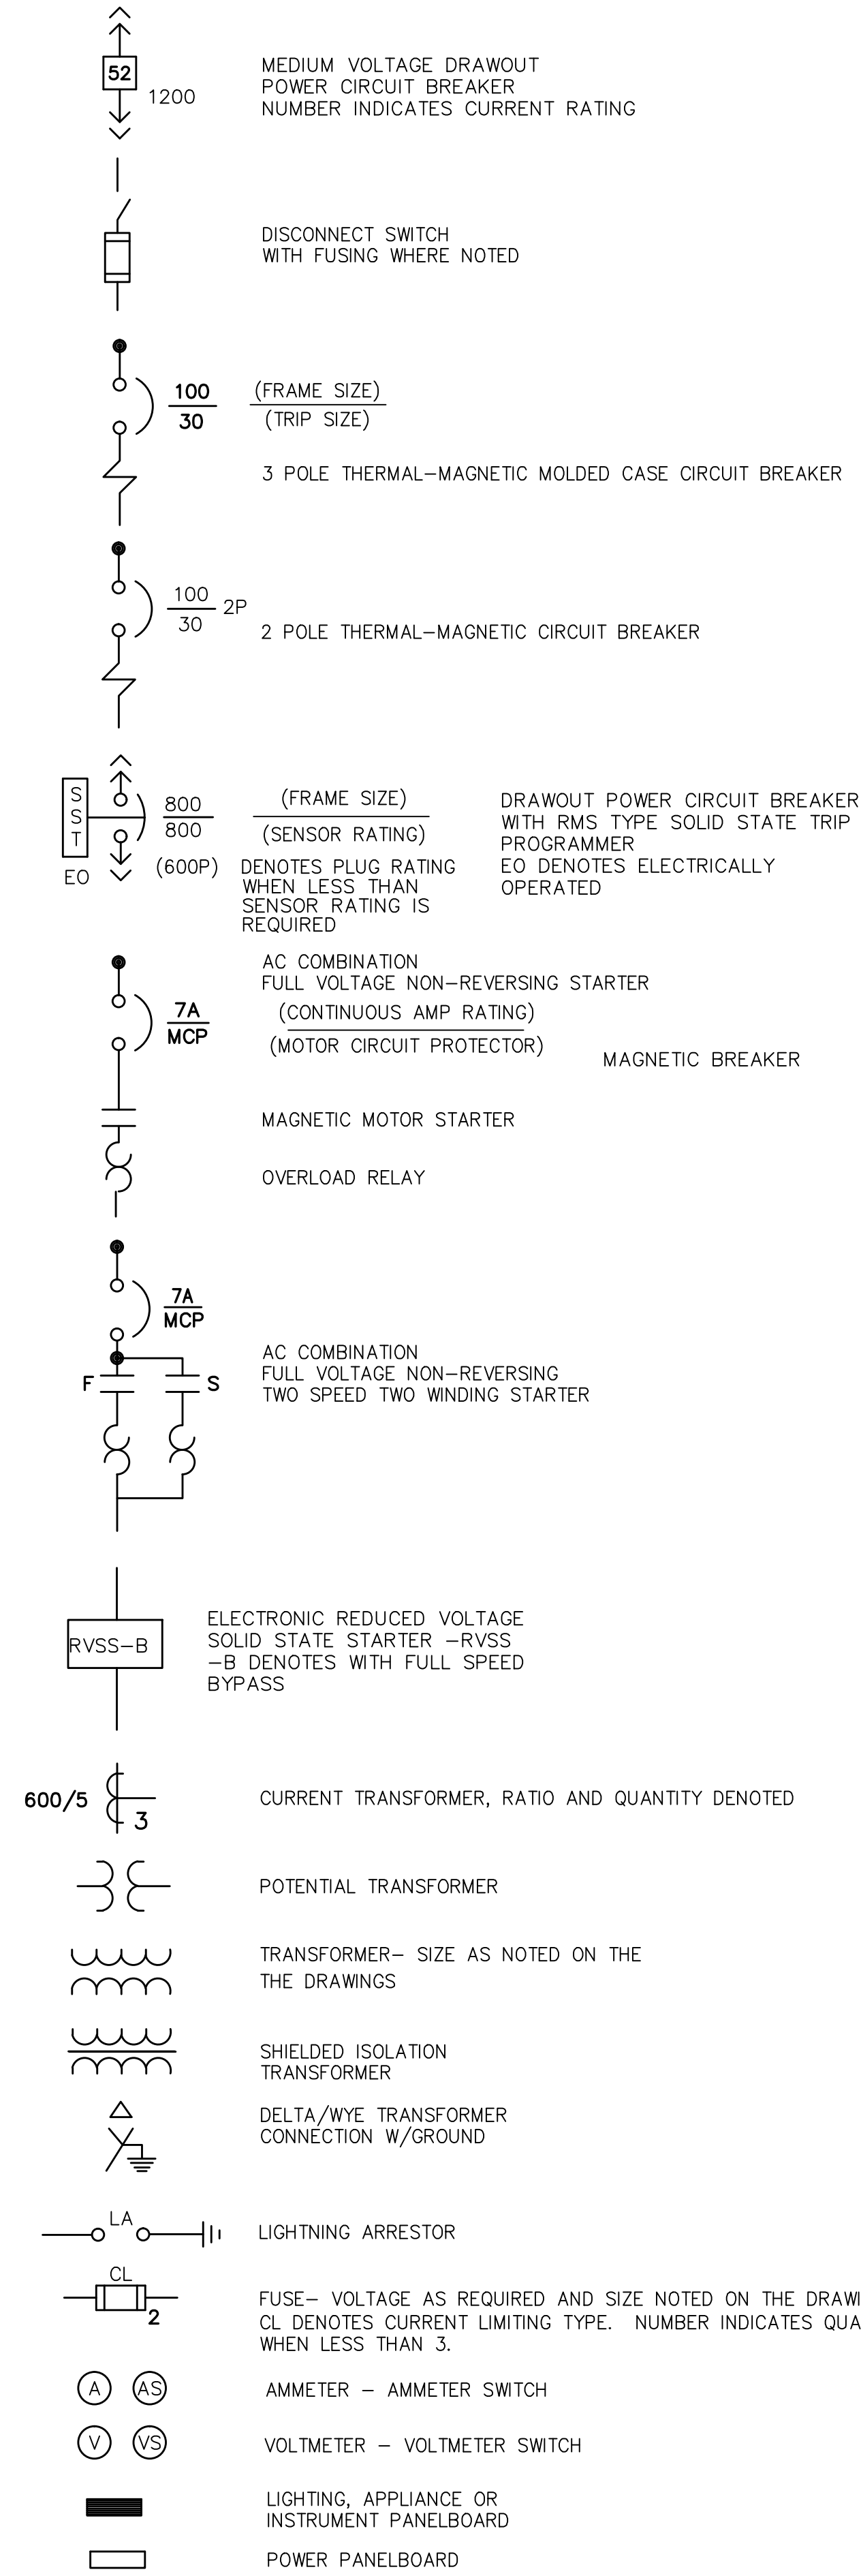 52
1200
MEDIUM VOLTAGE DRAWOUT
POWER CIRCUIT BREAKER
NUMBER INDICATES CURRENT RATING
DISCONNECT SWITCH
WITH FUSING WHERE NOTED
100
30
(FRAME SIZE)
(TRIP SIZE)
3 POLE THERMAL-MAGNETIC MOLDED CASE CIRCUIT BREAKER
100
30
2P
2 POLE THERMAL-MAGNETIC CIRCUIT BREAKER
S
S
T
EO
800
800
(600P)
(FRAME SIZE)
(SENSOR RATING)
DENOTES PLUG RATING
WHEN LESS THAN
SENSOR RATING IS
REQUIRED
DRAWOUT POWER CIRCUIT BREAKER
WITH RMS TYPE SOLID STATE TRIP
PROGRAMMER
EO DENOTES ELECTRICALLY
OPERATED
7A
MCP
AC COMBINATION
FULL VOLTAGE NON-REVERSING STARTER
(CONTINUOUS AMP RATING)
(MOTOR CIRCUIT PROTECTOR)
MAGNETIC BREAKER
MAGNETIC MOTOR STARTER
OVERLOAD RELAY
7A
MCP
F
S
AC COMBINATION
FULL VOLTAGE NON-REVERSING
TWO SPEED TWO WINDING STARTER
RVSS-B
ELECTRONIC REDUCED VOLTAGE
SOLID STATE STARTER -RVSS
-B DENOTES WITH FULL SPEED
BYPASS
600/5
3
CURRENT TRANSFORMER, RATIO AND QUANTITY DENOTED
POTENTIAL TRANSFORMER
TRANSFORMER- SIZE AS NOTED ON THE
THE DRAWINGS
SHIELDED ISOLATION
TRANSFORMER
DELTA/WYE TRANSFORMER
CONNECTION W/GROUND
LA
LIGHTNING ARRESTOR
CL
2
FUSE- VOLTAGE AS REQUIRED AND SIZE NOTED ON THE DRAWI
CL DENOTES CURRENT LIMITING TYPE. NUMBER INDICATES QUA
WHEN LESS THAN 3.
A AS
AMMETER - AMMETER SWITCH
V VS
VOLTMETER - VOLTMETER SWITCH
LIGHTING, APPLIANCE OR
INSTRUMENT PANELBOARD
POWER PANELBOARD